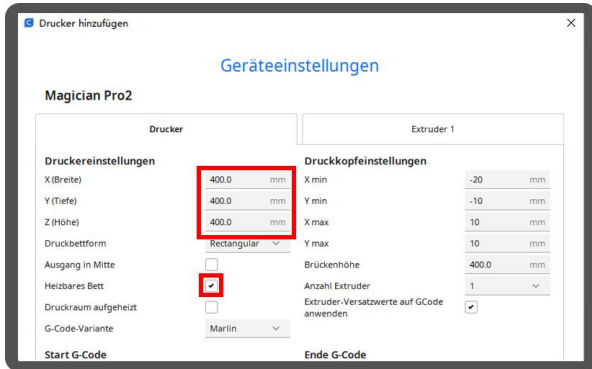 Drucker hinzufügen
Geräteeinstellungen
Magician Pro2
Drucker
Extruder 1
Druckereinstellungen
X (Breite) 400.0 mm
Y (Tiefe) 400.0 mm
Z (Höhe) 400.0 mm
Druckbettform Rectangular
Ausgang in Mitte
Heizbares Bett
Druckraum aufgeheizt
G-Code-Variante Marlin
Start G-Code
Druckkopfeinstellungen
X min -20 mm
Y min -10 mm
X max 10 mm
Y max 10 mm
Brückenhöhe 400.0 mm
Anzahl Extruder 1
Extruder-Versatzwerte auf GCode
anwenden
Ende G-Code